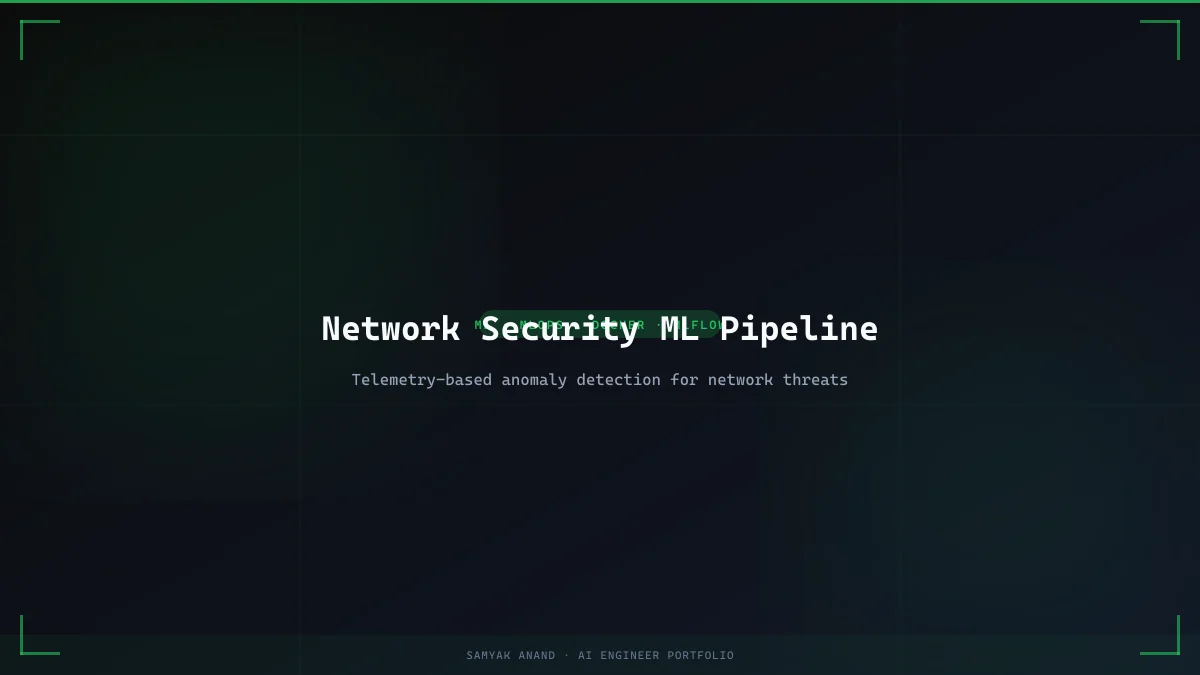 Network Security ML Pipeline
Telemetry-based anomaly detection for network threats
SAMYAK ANAND · AI ENGINEER PORTFOLIO